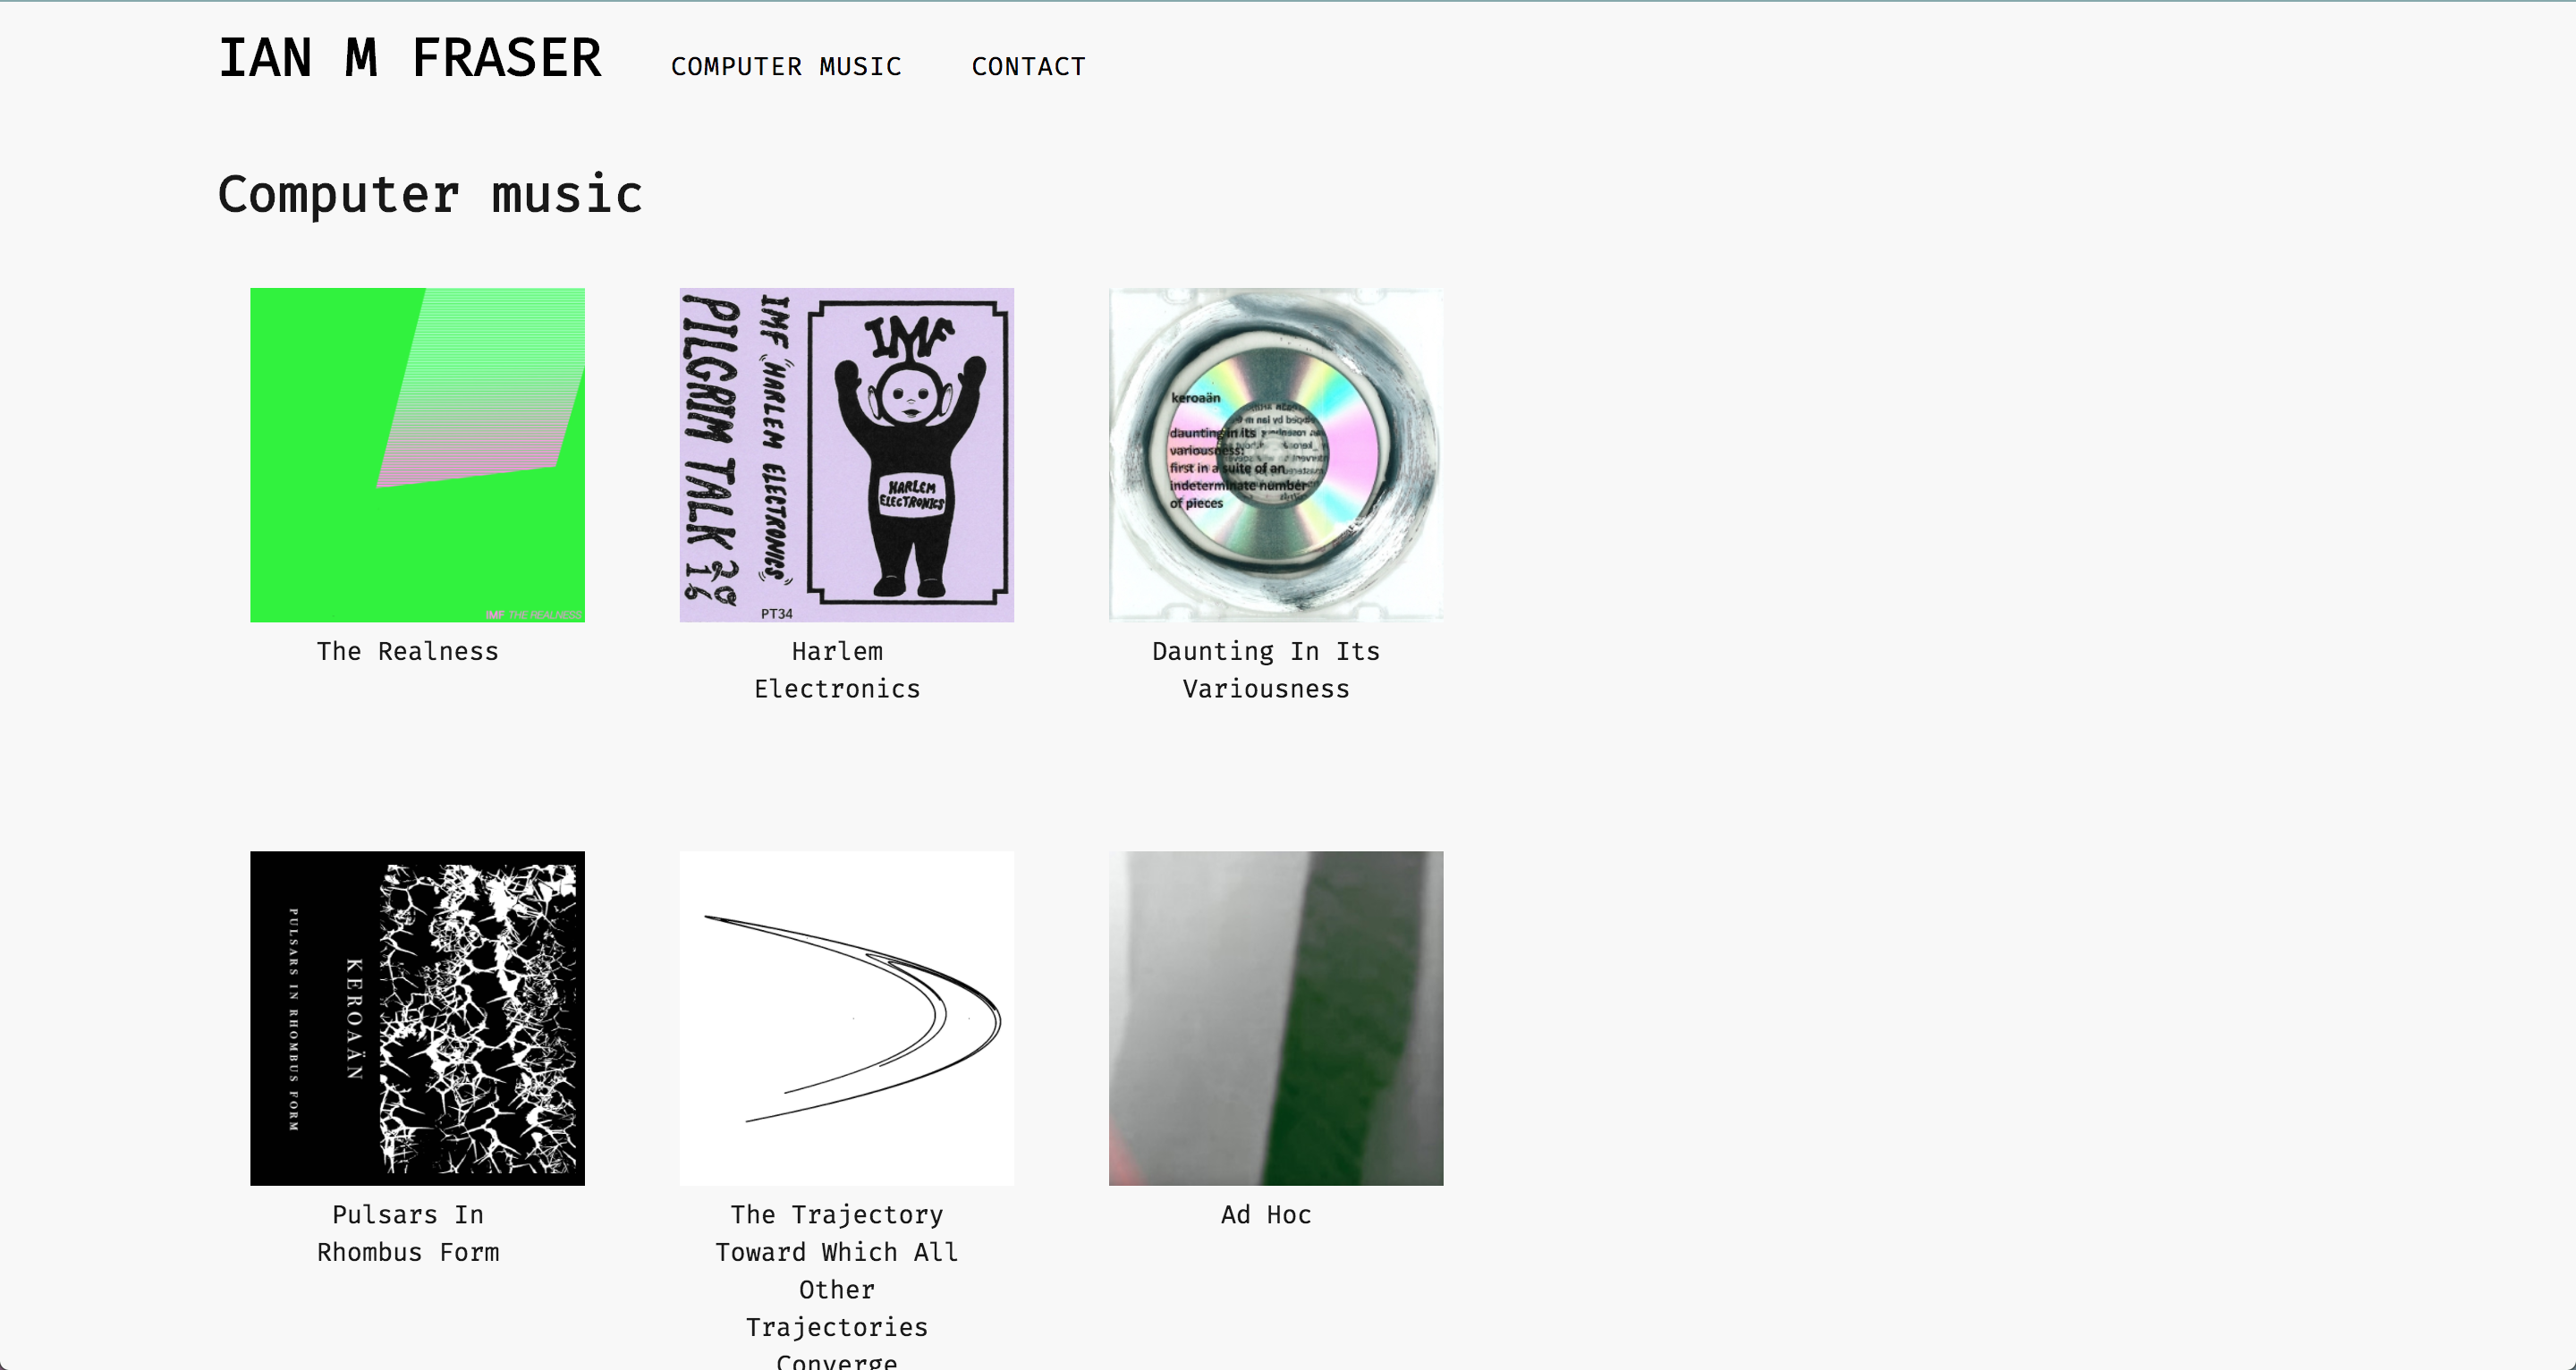 IAN M FRASER
COMPUTER MUSIC
CONTACT
Computer music
IMF THE REALNESS
The Realness
PILGRIM TALK 2016
IMF "HARLEM ELECTRONICS"
PT34
IMF
HARLEM
ELECTRONICS
Harlem
Electronics
keroaän
daunting in its
variousness:
first in a suite of an
indeterminate number
of pieces
Daunting In Its
Variousness
PULSARS IN RHOMBUS FORM
KEROAÄN
Pulsars In
Rhombus Form
The Trajectory
Toward Which All
Other
Trajectories
Converge
Ad Hoc